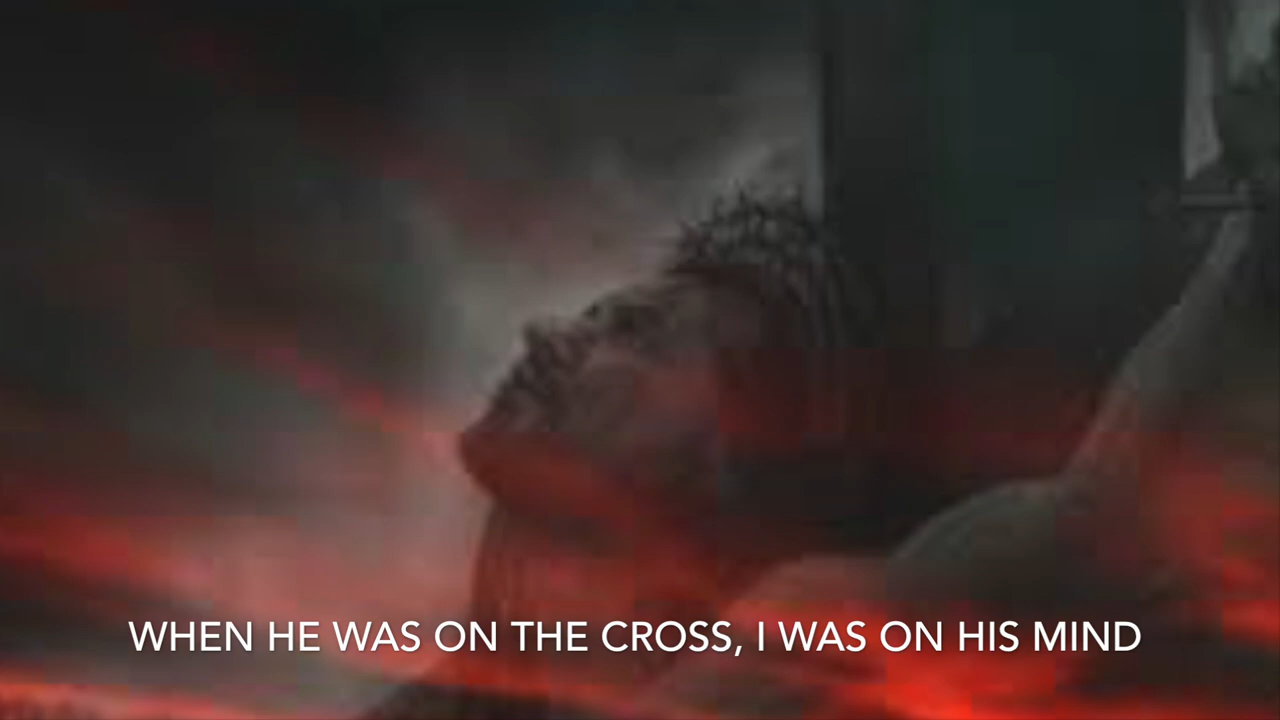 WHEN HE WAS ON THE CROSS, I WAS ON HIS MIND